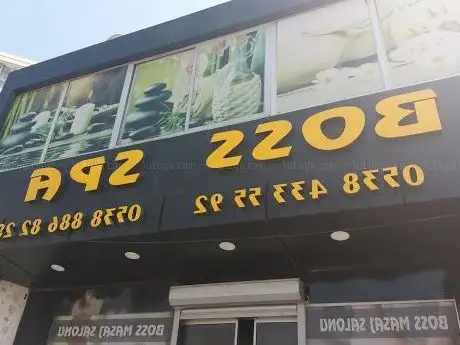 BOSS SPA
0538 433 55 92 0538 886 82
BOSS MASAJ SALONU
BOSS MASAJ SALONU